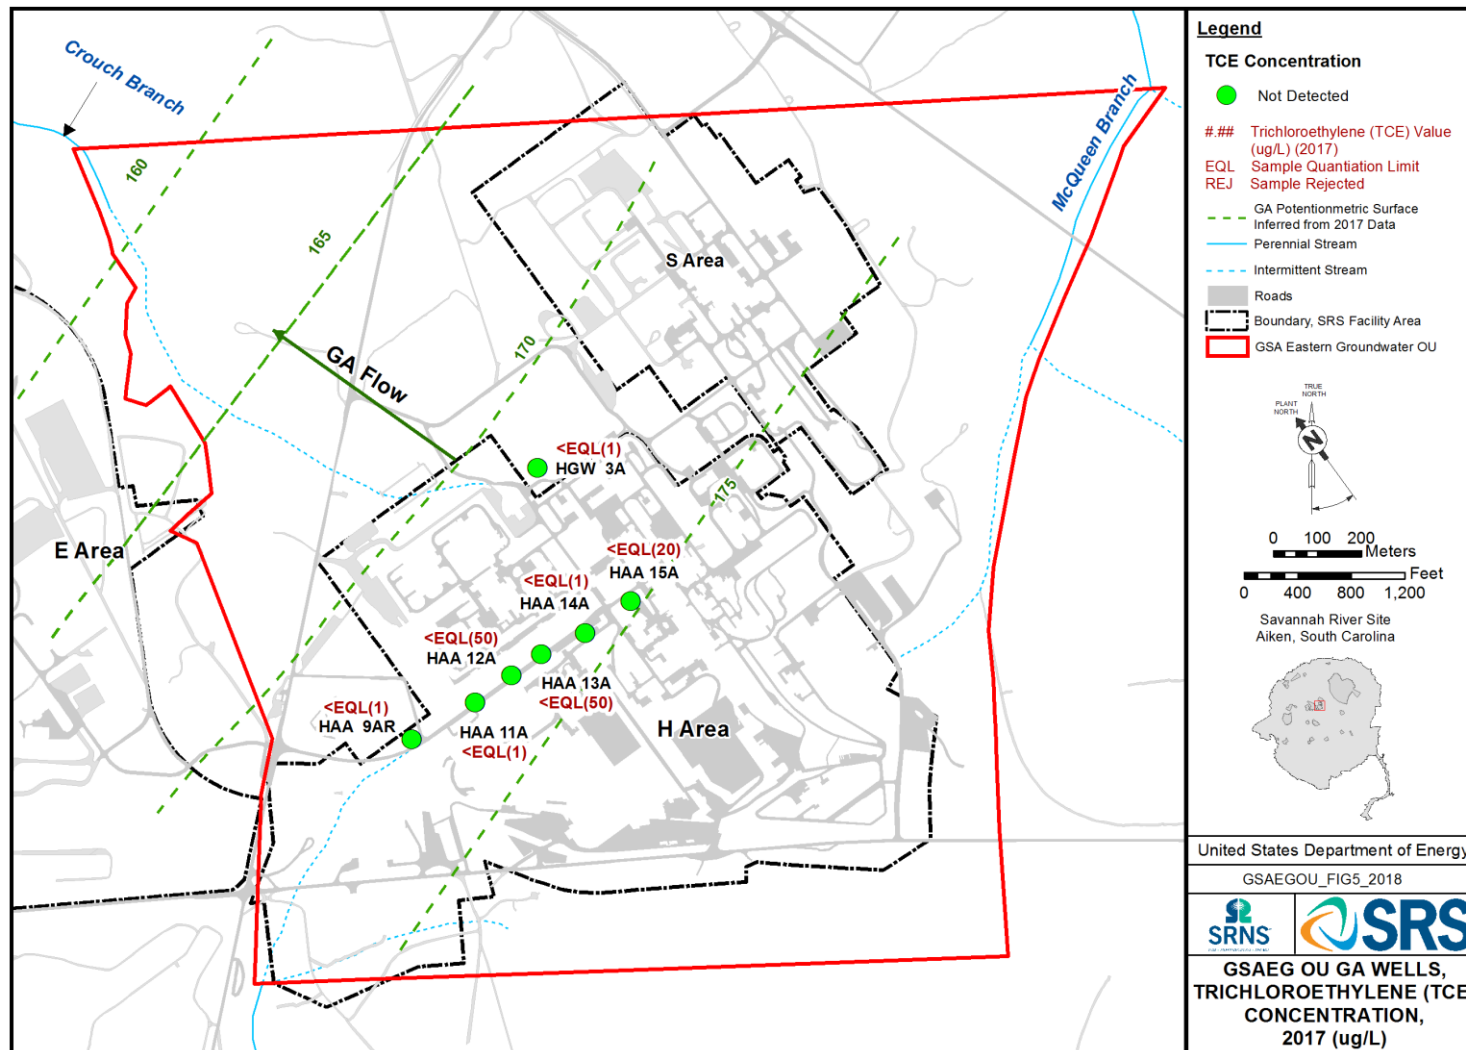 Crouch Branch
160
165
170
175
GA Flow
McQueen Branch
S Area
E Area
H Area
<EQL(1)
HGW 3A
<EQL(20)
HAA 15A
<EQL(1)
HAA 14A
<EQL(50)
HAA 12A
HAA 13A
<EQL(50)
<EQL(1)
HAA 9AR
HAA 11A
<EQL(1)
Legend
TCE Concentration
Not Detected
#.## Trichloroethylene (TCE) Value
(ug/L) (2017)
EQL Sample Quantiation Limit
REJ Sample Rejected
GA Potentionmetric Surface
Inferred from 2017 Data
Perennial Stream
Intermittent Stream
Roads
Boundary, SRS Facility Area
GSA Eastern Groundwater OU
TRUE
NORTH
PLANT
NORTH
N
0 100 200
Meters
Feet
0 400 800 1,200
Savannah River Site
Aiken, South Carolina
United States Department of Energy
GSAEGOU_FIG5_2018
SRNS
SRS
GSAEG OU GA WELLS,
TRICHLOROETHYLENE (TCE
CONCENTRATION,
2017 (ug/L)